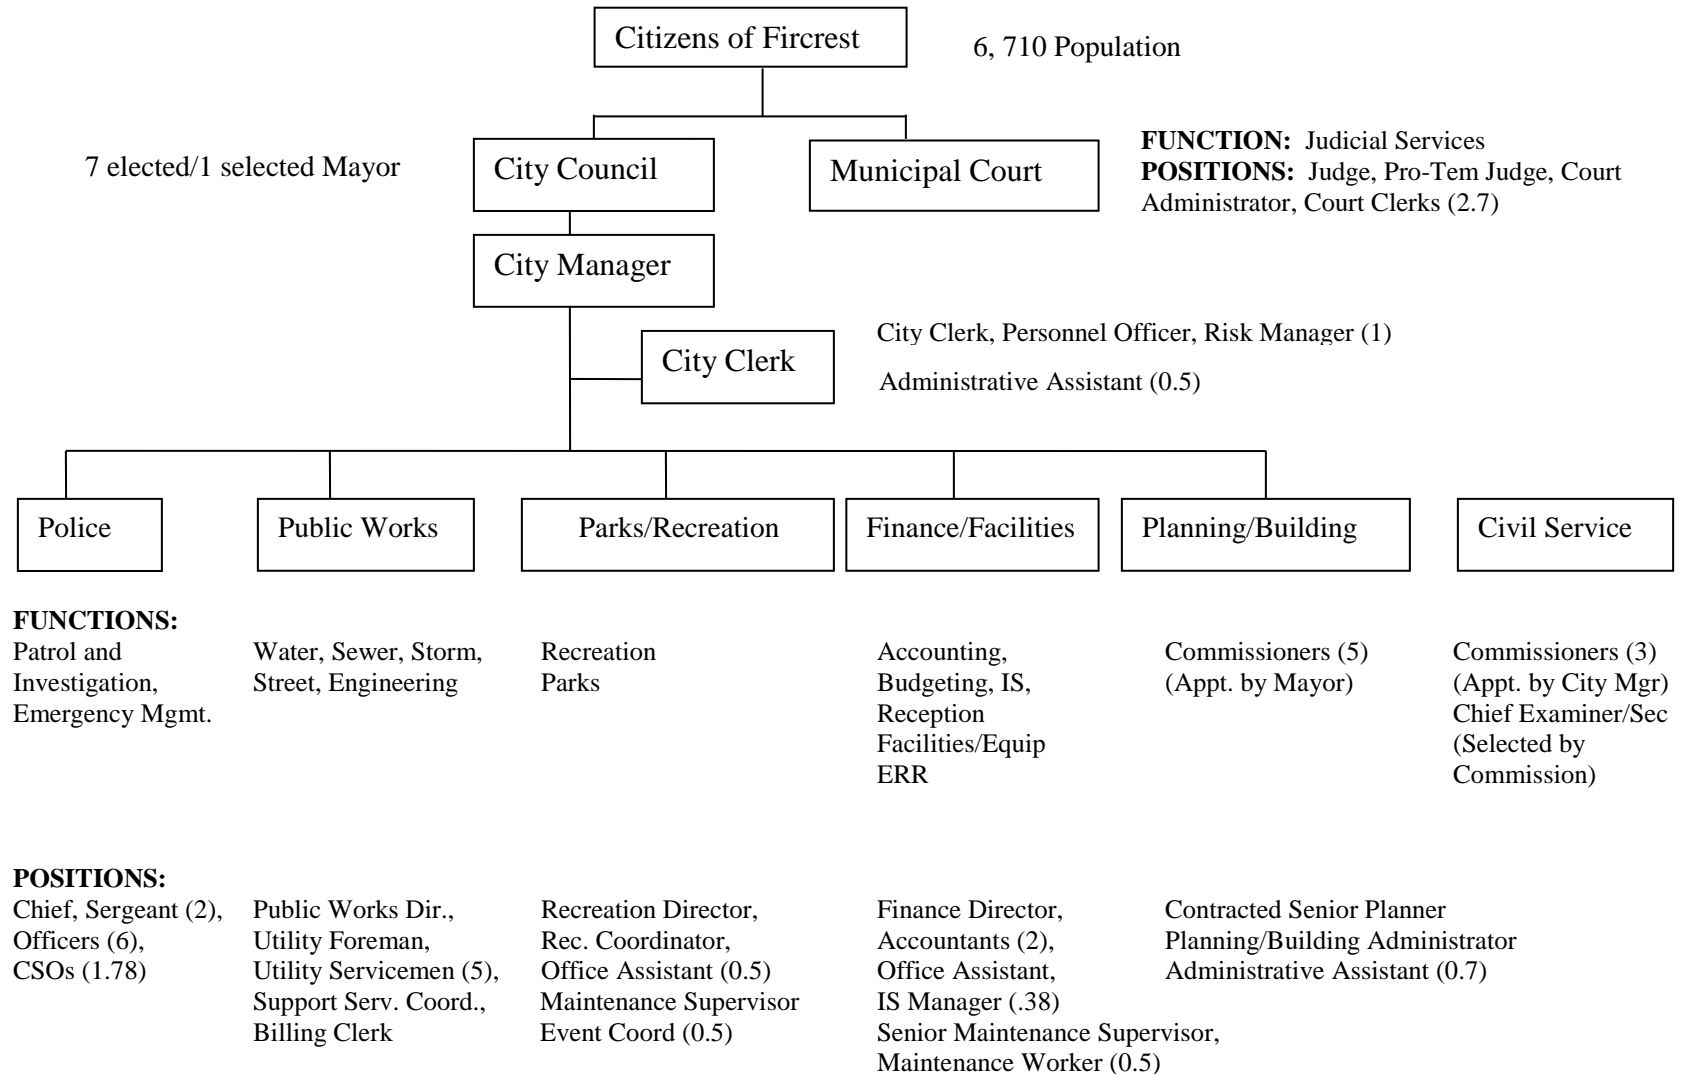 Citizens of Fircrest
6, 710 Population
7 elected/1 selected Mayor
City Council
Municipal Court
FUNCTION: Judicial Services
POSITIONS: Judge, Pro-Tem Judge, Court
Administrator, Court Clerks (2.7)
City Manager
City Clerk
City Clerk, Personnel Officer, Risk Manager (1)
Administrative Assistant (0.5)
Police
Public Works
Parks/Recreation
Finance/Facilities
Planning/Building
Civil Service
FUNCTIONS:
Patrol and
Investigation,
Emergency Mgmt.
Water, Sewer, Storm,
Street, Engineering
Recreation
Parks
Accounting,
Budgeting, IS,
Reception
Facilities/Equip
ERR
Commissioners (5)
(Appt. by Mayor)
Commissioners (3)
(Appt. by City Mgr)
Chief Examiner/Sec
(Selected by
Commission)
POSITIONS:
Chief, Sergeant (2),
Officers (6),
CSOs (1.78)
Public Works Dir.,
Utility Foreman,
Utility Servicemen (5),
Support Serv. Coord.,
Billing Clerk
Recreation Director,
Rec. Coordinator,
Office Assistant (0.5)
Maintenance Supervisor
Event Coord (0.5)
Finance Director,
Accountants (2),
Office Assistant,
IS Manager (.38)
Senior Maintenance Supervisor,
Maintenance Worker (0.5)
Contracted Senior Planner
Planning/Building Administrator
Administrative Assistant (0.7)